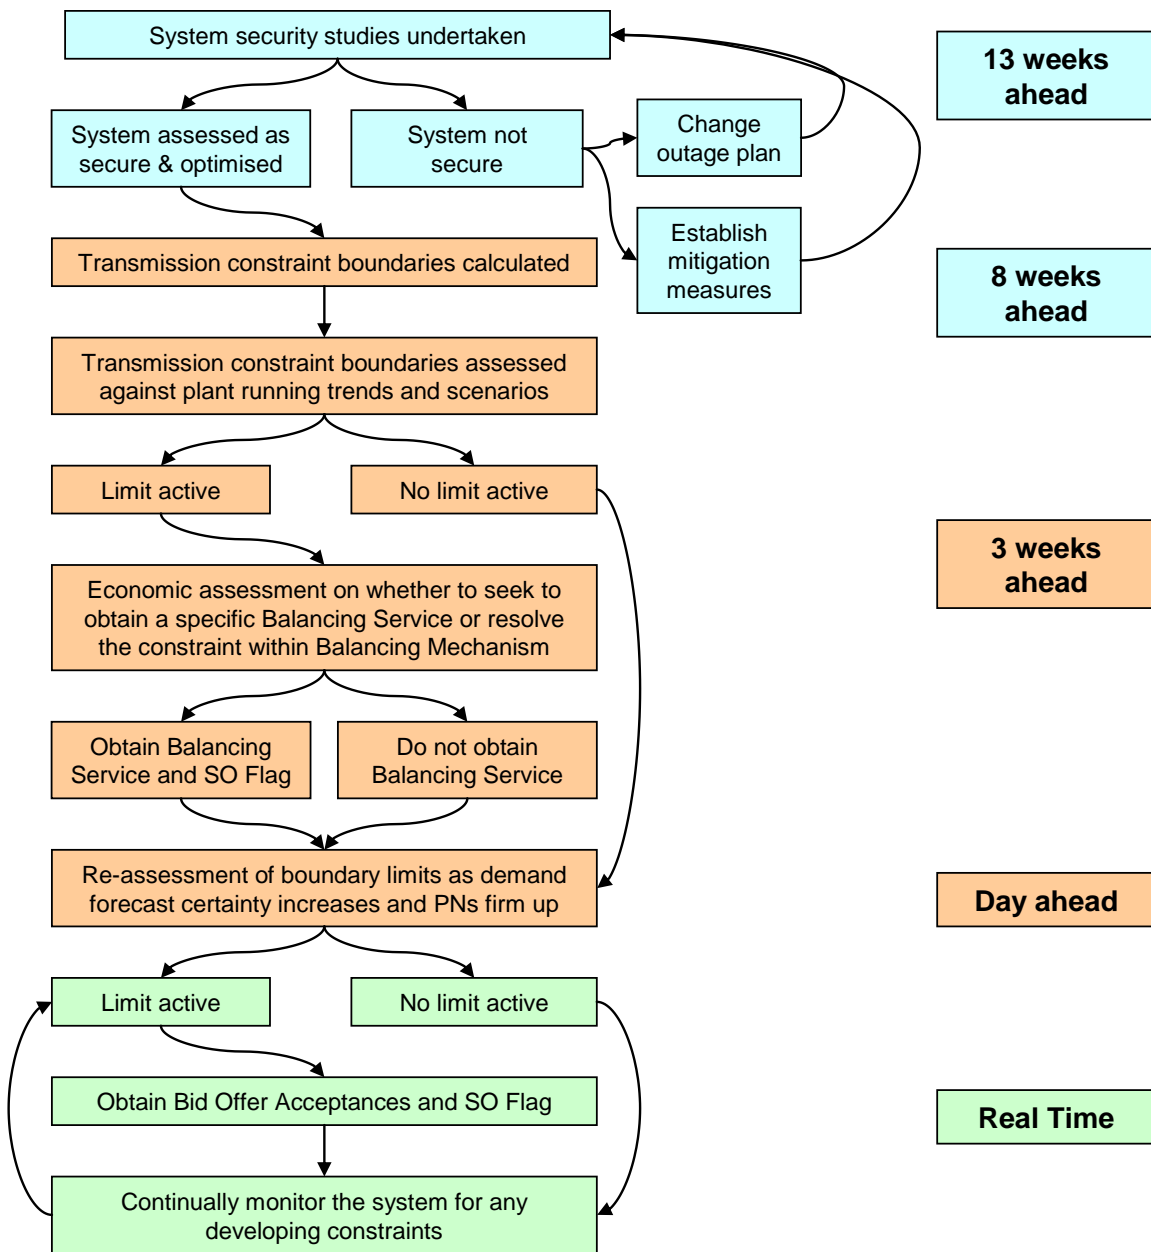 System security studies undertaken
13 weeks
ahead
System assessed as
secure & optimised
System not
secure
Change
outage plan
Establish
mitigation
measures
Transmission constraint boundaries calculated
8 weeks
ahead
Transmission constraint boundaries assessed
against plant running trends and scenarios
Limit active
No limit active
3 weeks
ahead
Economic assessment on whether to seek to
obtain a specific Balancing Service or resolve
the constraint within Balancing Mechanism
Obtain Balancing
Service and SO Flag
Do not obtain
Balancing Service
Re-assessment of boundary limits as demand
forecast certainty increases and PNs firm up
Day ahead
Limit active
No limit active
Obtain Bid Offer Acceptances and SO Flag
Real Time
Continually monitor the system for any
developing constraints